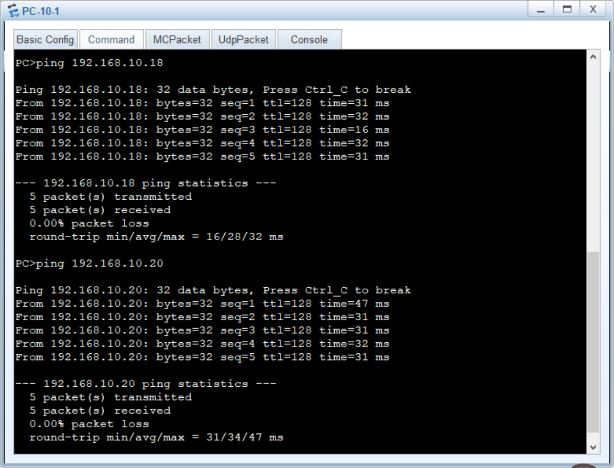 PC-10-1
Basic Config Command MCPacket UdpPacket Console
PC>ping 192.168.10.18
Ping 192.168.10.18: 32 data bytes, Press Ctrl_C to break
From 192.168.10.18: bytes=32 seq=1 ttl=128 time=31 ms
From 192.168.10.18: bytes=32 seq=2 ttl=128 time=32 ms
From 192.168.10.18: bytes=32 seq=3 ttl=128 time=16 ms
From 192.168.10.18: bytes=32 seq=4 ttl=128 time=32 ms
From 192.168.10.18: bytes=32 seq=5 ttl=128 time=31 ms
--- 192.168.10.18 ping statistics ---
5 packet(s) transmitted
5 packet(s) received
0.00% packet loss
round-trip min/avg/max = 16/28/32 ms
PC>ping 192.168.10.20
Ping 192.168.10.20: 32 data bytes, Press Ctrl_C to break
From 192.168.10.20: bytes=32 seq=1 ttl=128 time=47 ms
From 192.168.10.20: bytes=32 seq=2 ttl=128 time=31 ms
From 192.168.10.20: bytes=32 seq=3 ttl=128 time=31 ms
From 192.168.10.20: bytes=32 seq=4 ttl=128 time=32 ms
From 192.168.10.20: bytes=32 seq=5 ttl=128 time=31 ms
--- 192.168.10.20 ping statistics ---
5 packet(s) transmitted
5 packet(s) received
0.00% packet loss
round-trip min/avg/max = 31/34/47 ms